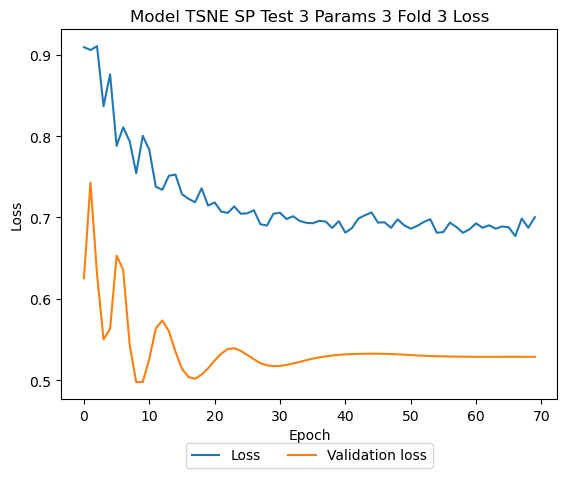 Model TSNE SP Test 3 Params 3 Fold 3 Loss
0.9
0.8
0.7
0.6
0.5
Loss
0 10 20 30 40 50 60 70
Epoch
Loss Validation loss